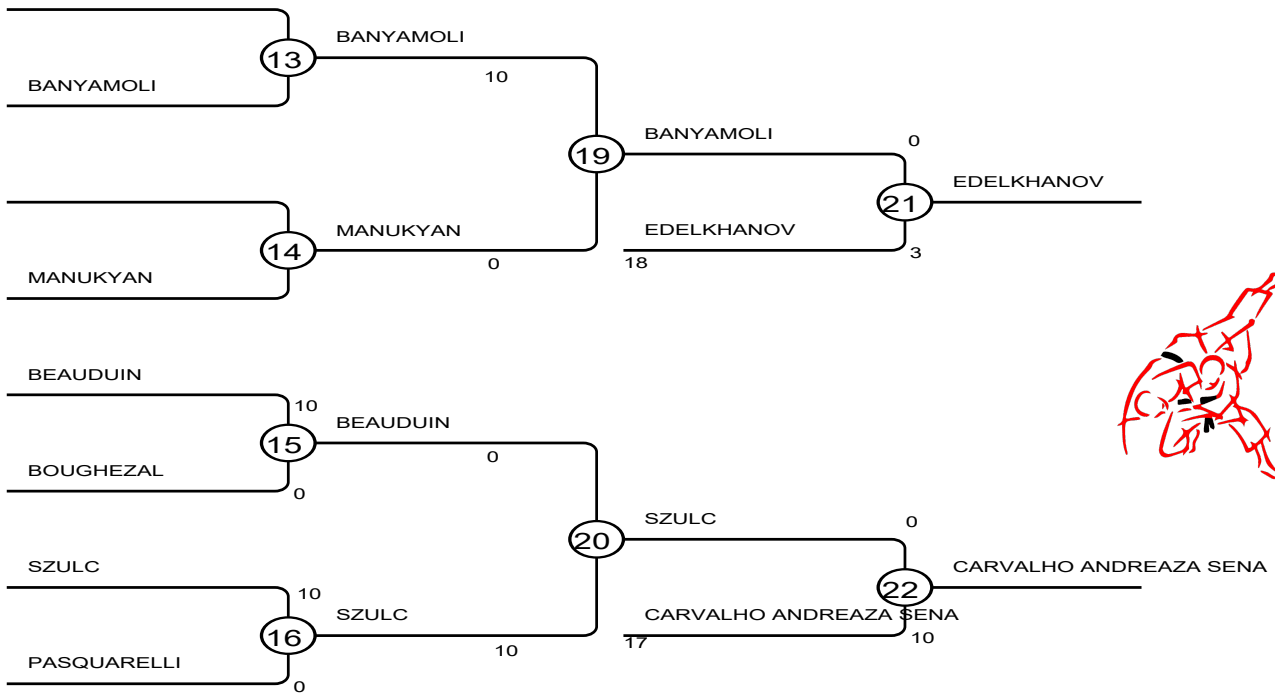 BANYAMOLI
13
10
BANYAMOLI
BANYAMOLI
0
19
EDELKHANOV
21
MANUKYAN
EDELKHANOV
14
0
18
3
MANUKYAN
BEAUDUIN
10
BEAUDUIN
15
0
BOUGHEZAL
0
SZULC
0
20
SZULC
CARVALHO ANDREAZA SENA
22
10
SZULC
CARVALHO ANDREAZA SENA
16
10
17
10
PASQUARELLI
0